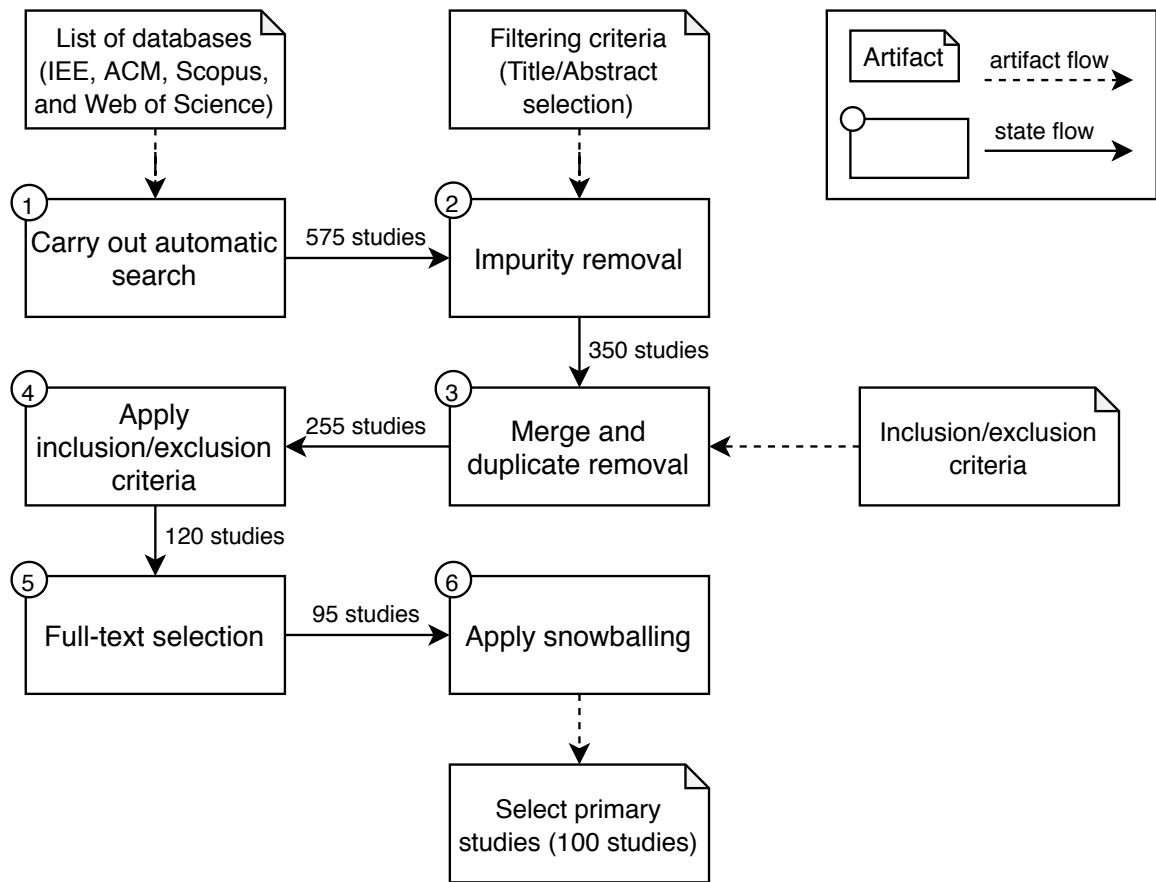 List of databases
(IEE, ACM, Scopus,
and Web of Science)
Filtering criteria
(Title/Abstract
selection)
Artifact
artifact flow
state flow
1
Carry out automatic
search
575 studies
2
Impurity removal
350 studies
4
Apply
inclusion/exclusion
criteria
255 studies
3
Merge and
duplicate removal
Inclusion/exclusion
criteria
120 studies
5
Full-text selection
95 studies
6
Apply snowballing
Select primary
studies (100 studies)